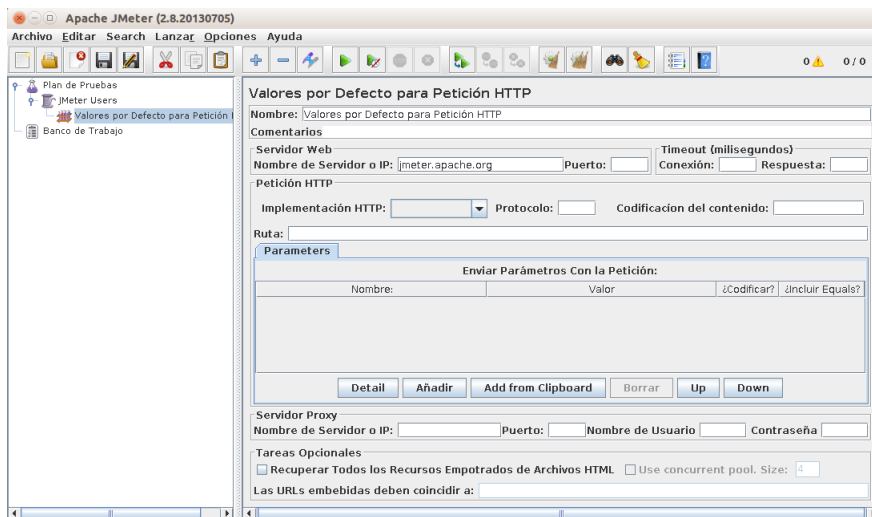 Apache JMeter (2.8.20130705)
Archivo Editar Search Lanzar Opciones Ayuda
0 0 / 0
Plan de Pruebas
JMeter Users
Valores por Defecto para Petición
Banco de Trabajo
Valores por Defecto para Petición HTTP
Nombre: Valores por Defecto para Petición HTTP
Comentarios
Servidor Web Timeout (milisegundos)
Nombre de Servidor o IP: jmeter.apache.org Puerto: Conexión: Respuesta:
Petición HTTP
Implementación HTTP: Protocolo: Codificacíon del contenido:
Ruta:
Parameters
Enviar Parámetros Con la Petición:
Nombre: Valor ¿Codificar? ¿Incluir Equals?
Detail Añadir Add from Clipboard Borrar Up Down
Servidor Proxy
Nombre de Servidor o IP: Puerto: Nombre de Usuario Contraseña
Tareas Opcionales
Recuperar Todos los Recursos Empotrados de Archivos HTML Use concurrent pool. Size: 4
Las URLs embebidas deben coincidir a: